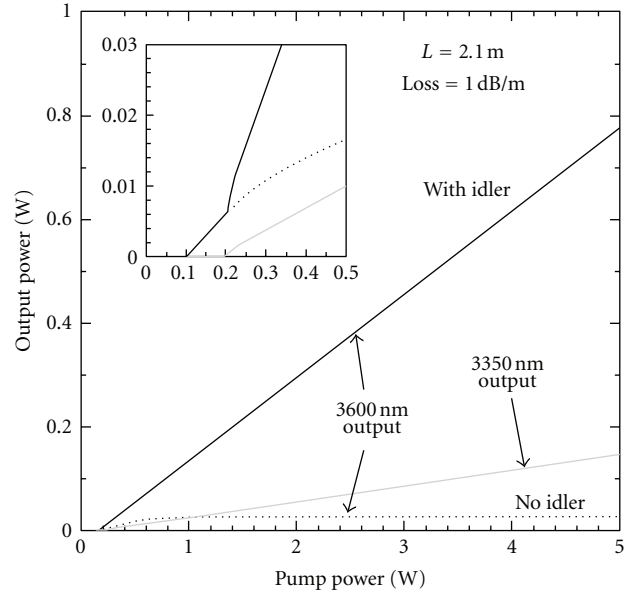 1
0.8
0.6
0.4
0.2
0
Output power (W)
0
1
2
3
4
5
Pump power (W)
0.03
0.02
0.01
0
0
0.1
0.2
0.3
0.4
0.5
L = 2.1 m
Loss = 1 dB/m
With idler
3350 nm
output
3600 nm
output
No idler